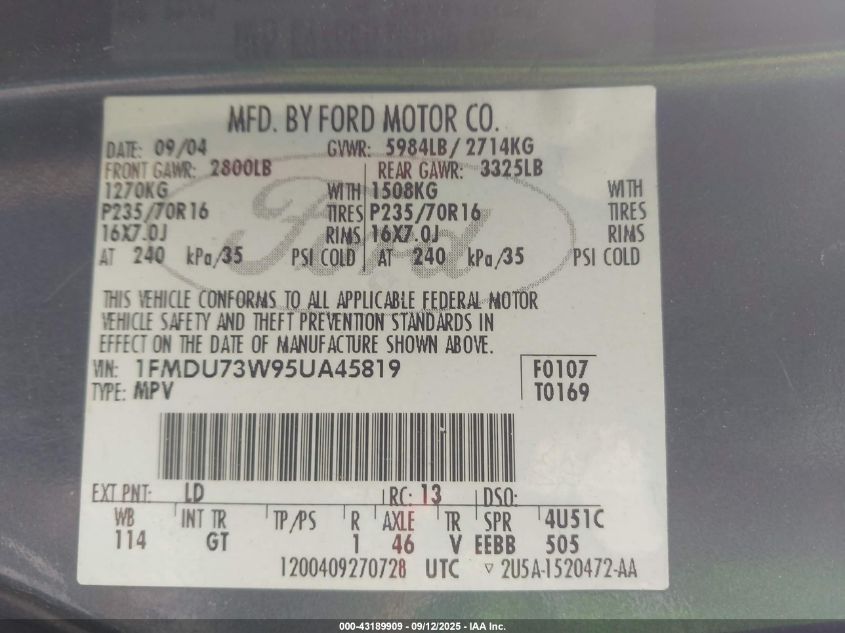 MFD. BY FORD MOTOR CO.
DATE: 09/04 GVWR: 5984LB / 2714KG
FRONT GAWR: 2800LB REAR GAWR: 3325LB
1270KG WITH 1508KG WITH
P235/70R16 TIRES P235/70R16 TIRES
16X7.0J RIMS 16X7.0J RIMS
AT 240 kPa/35 PSI COLD AT 240 kPa/35 PSI COLD
Ford
THIS VEHICLE CONFORMS TO ALL APPLICABLE FEDERAL MOTOR
VEHICLE SAFETY AND THEFT PREVENTION STANDARDS IN
EFFECT ON THE DATE OF MANUFACTURE SHOWN ABOVE.
VIN: 1FMDU73W95UA45819 F0107
TYPE: MPV T0169
EXT PNT: LD RC: 13 DSO:
WB INT TR TP/PS R AXLE TR SPR 4U51C
114 GT 1 46 V EEBB 505
1200409270728 UTC ▽ 2U5A-1520472-AA
000-43189909 - 09/12/2025 - IAA Inc.